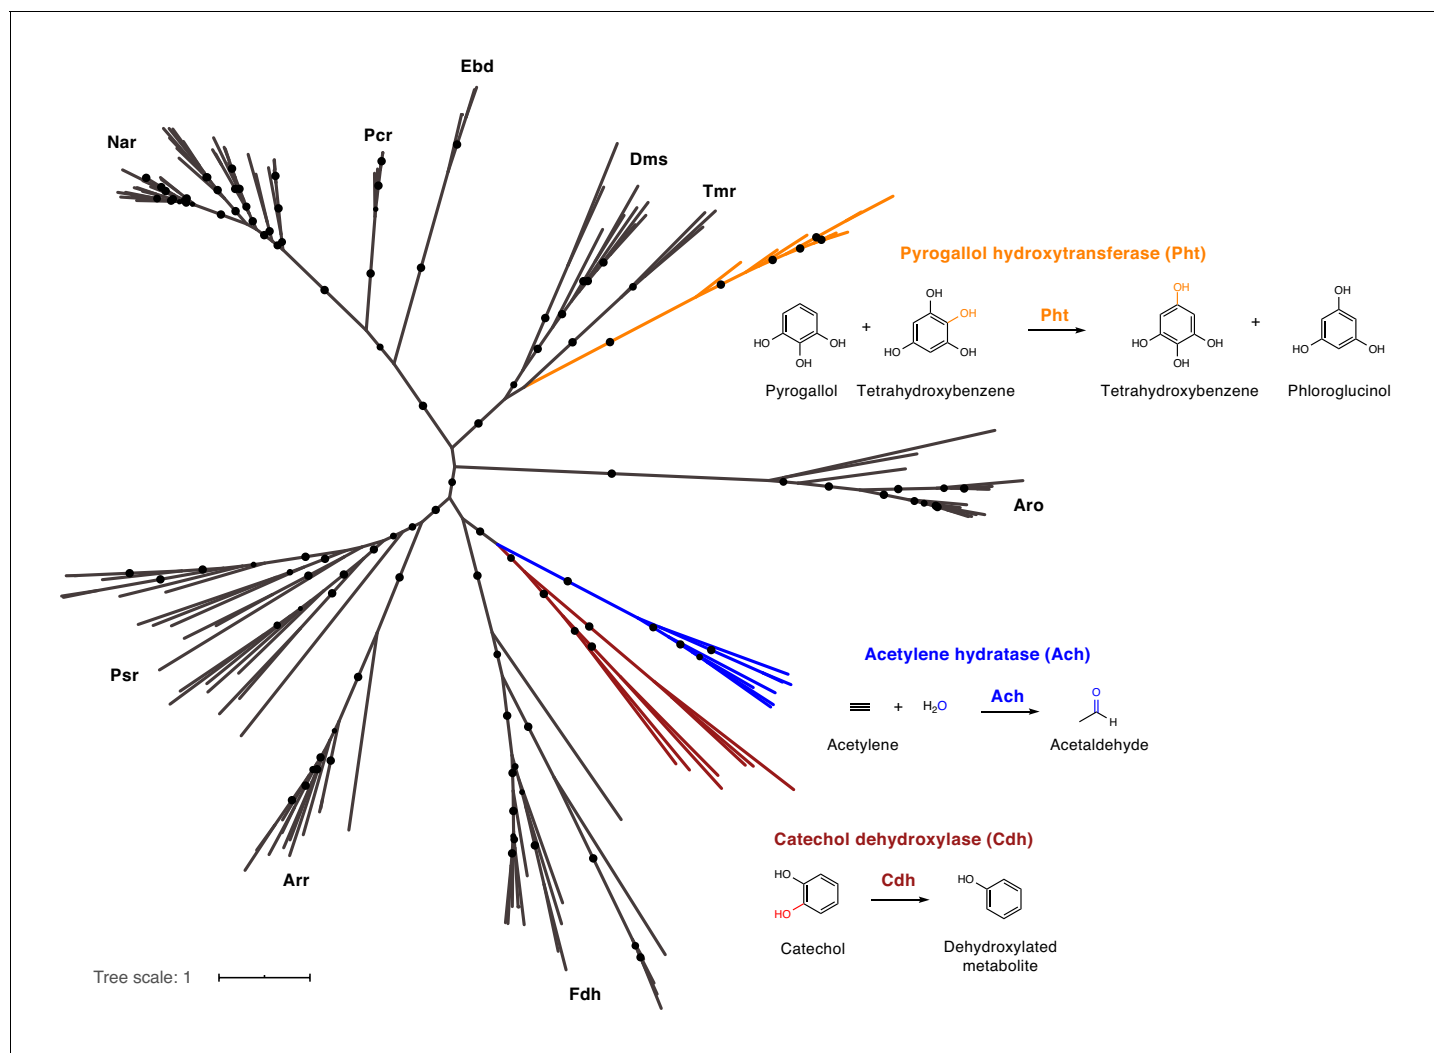 Ebd
Nar
Pcr
Dms
Tmr
Pyrogallol hydroxytransferase (Pht)
OH
OH
OH
OH
Pht
+
+
HO
OH
HO
OH
HO
OH
HO
OH
OH
OH
Pyrogallol
Tetrahydroxybenzene
Tetrahydroxybenzene
Phloroglucinol
Aro
Psr
Acetylene hydratase (Ach)
+
H2O
Ach
O
H
Acetylene
Acetaldehyde
Catechol dehydroxylase (Cdh)
HO
HO
Cdh
HO
Catechol
Dehydroxylated
metabolite
Arr
Fdh
Tree scale: 1